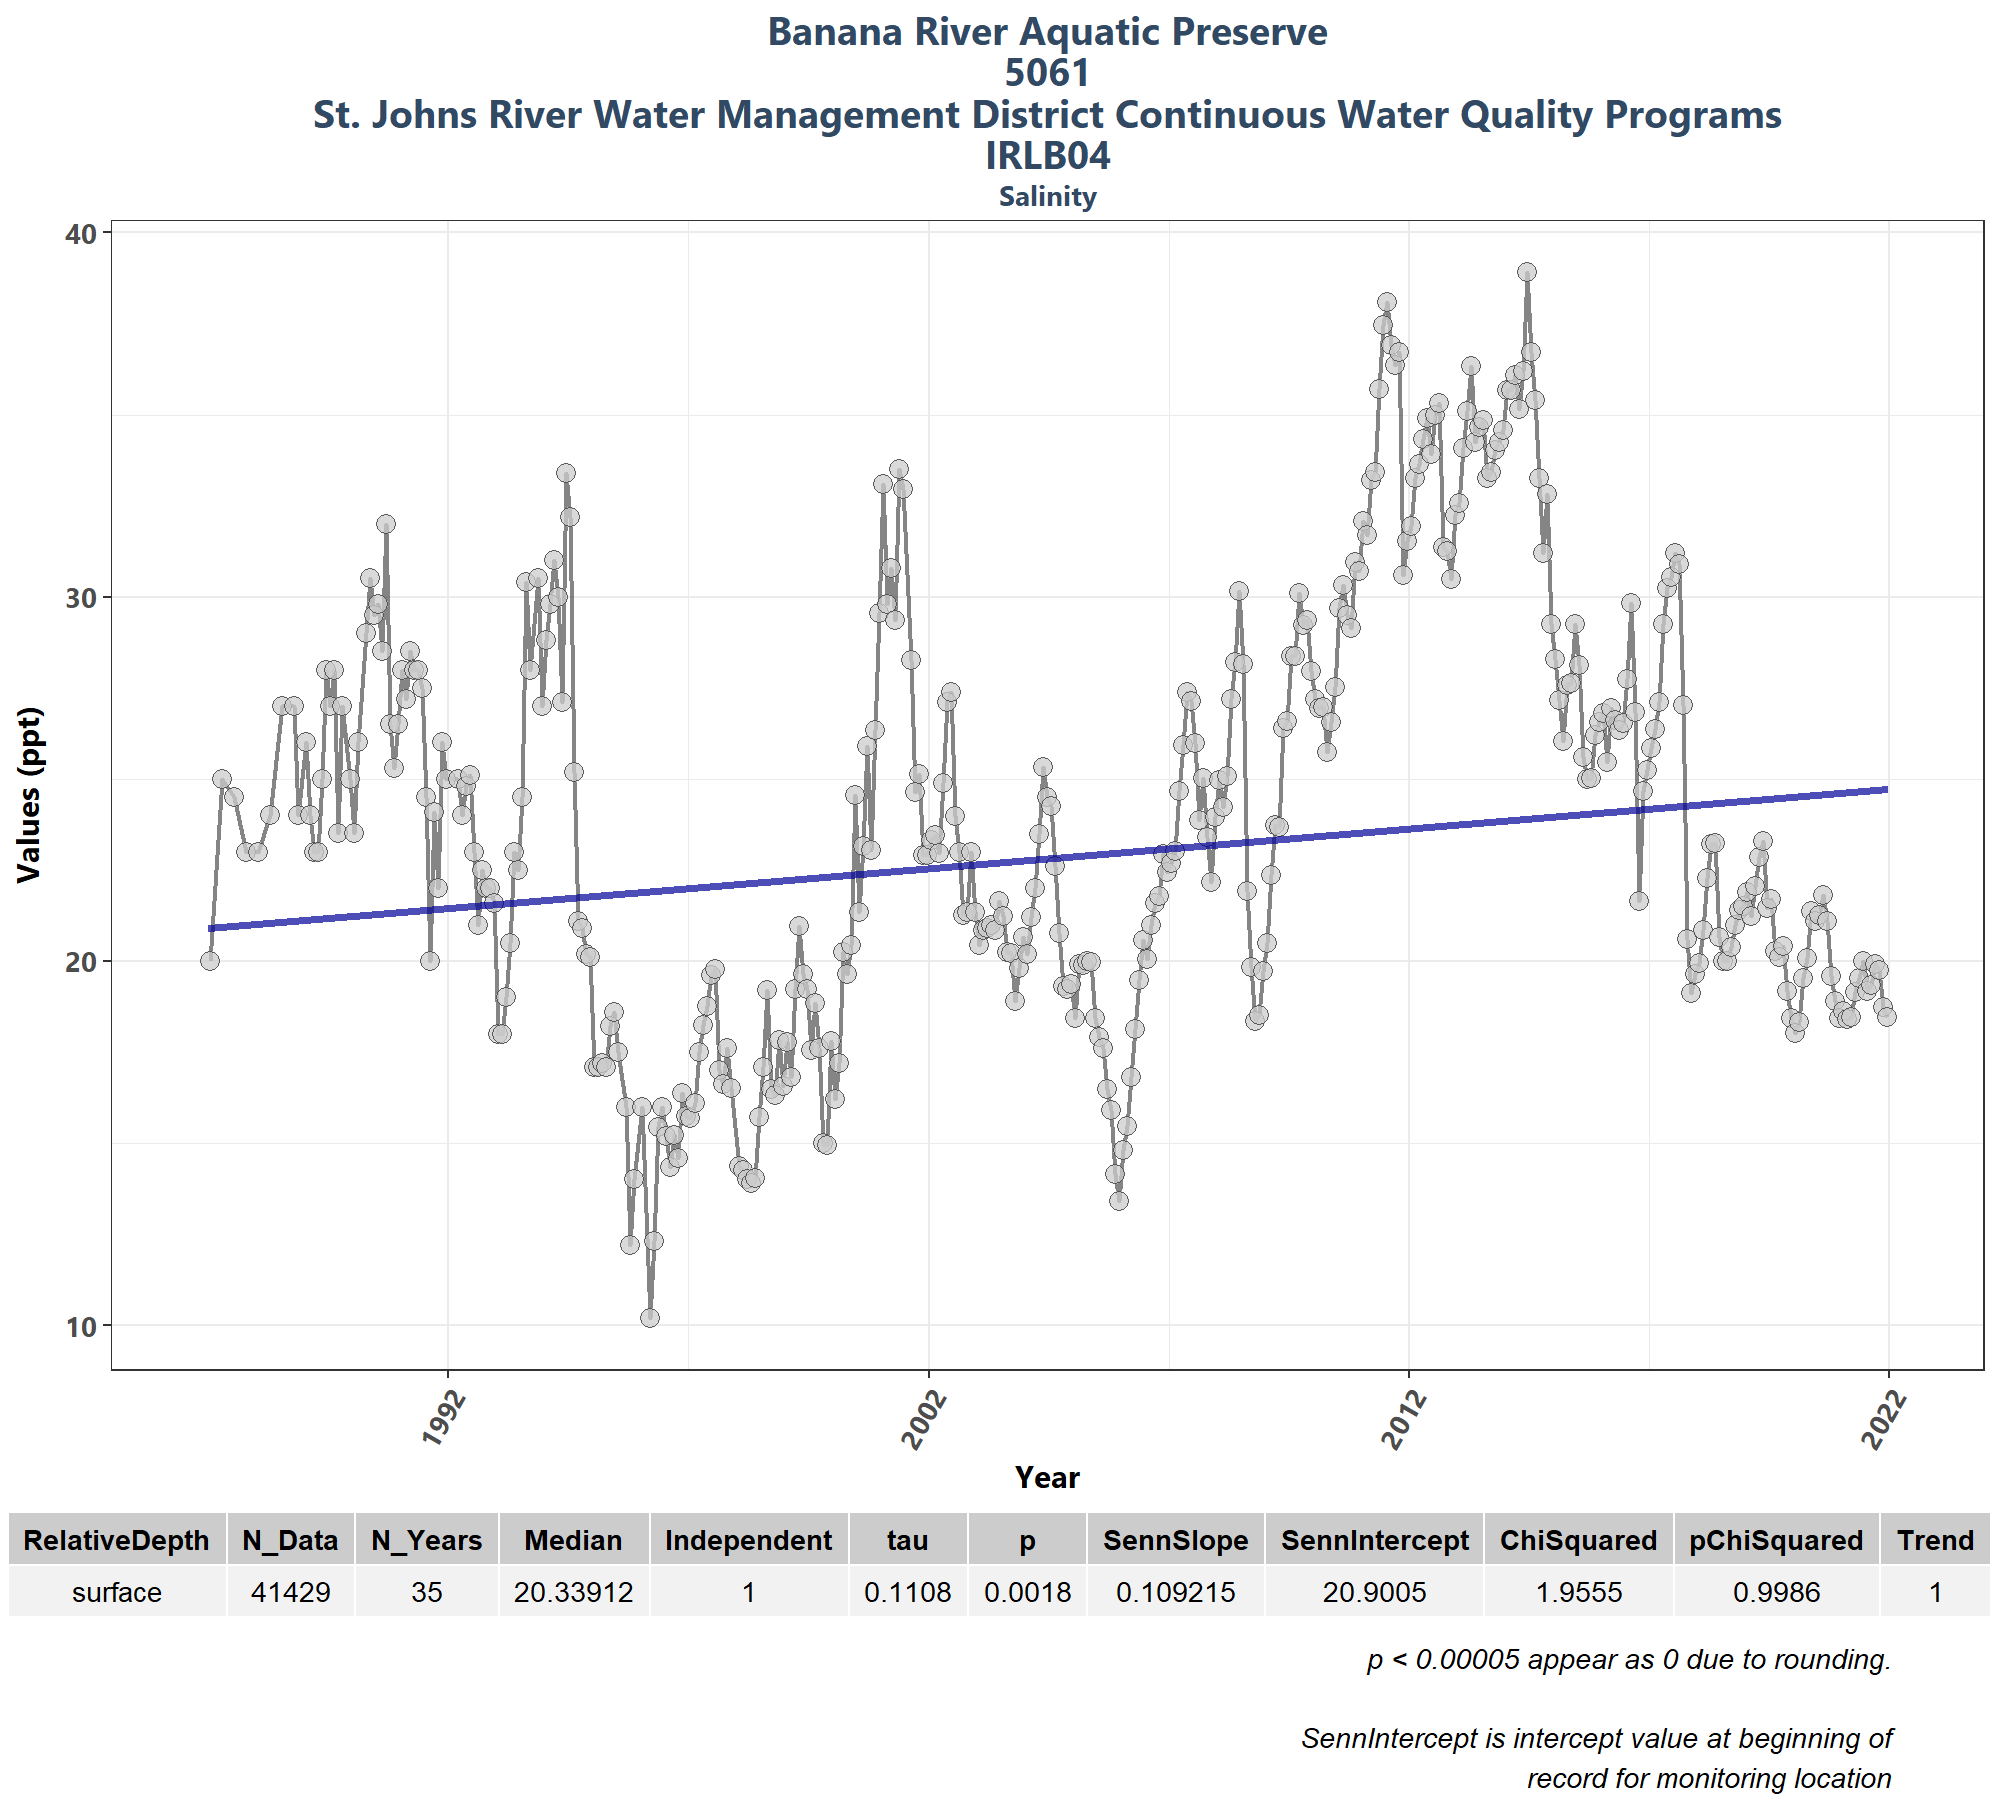 Banana River Aquatic Preserve
5061
St. Johns River Water Management District Continuous Water Quality Programs
IRLB04
Salinity
40
30
20
10
Values (ppt)
1992 2002 2012 2022
Year
RelativeDepth N_Data N_Years Median Independent tau p SennSlope SennIntercept ChiSquared pChiSquared Trend
surface 41429 35 20.33912 1 0.1108 0.0018 0.109215 20.9005 1.9555 0.9986 1
p < 0.00005 appear as 0 due to rounding.
SennIntercept is intercept value at beginning of
record for monitoring location